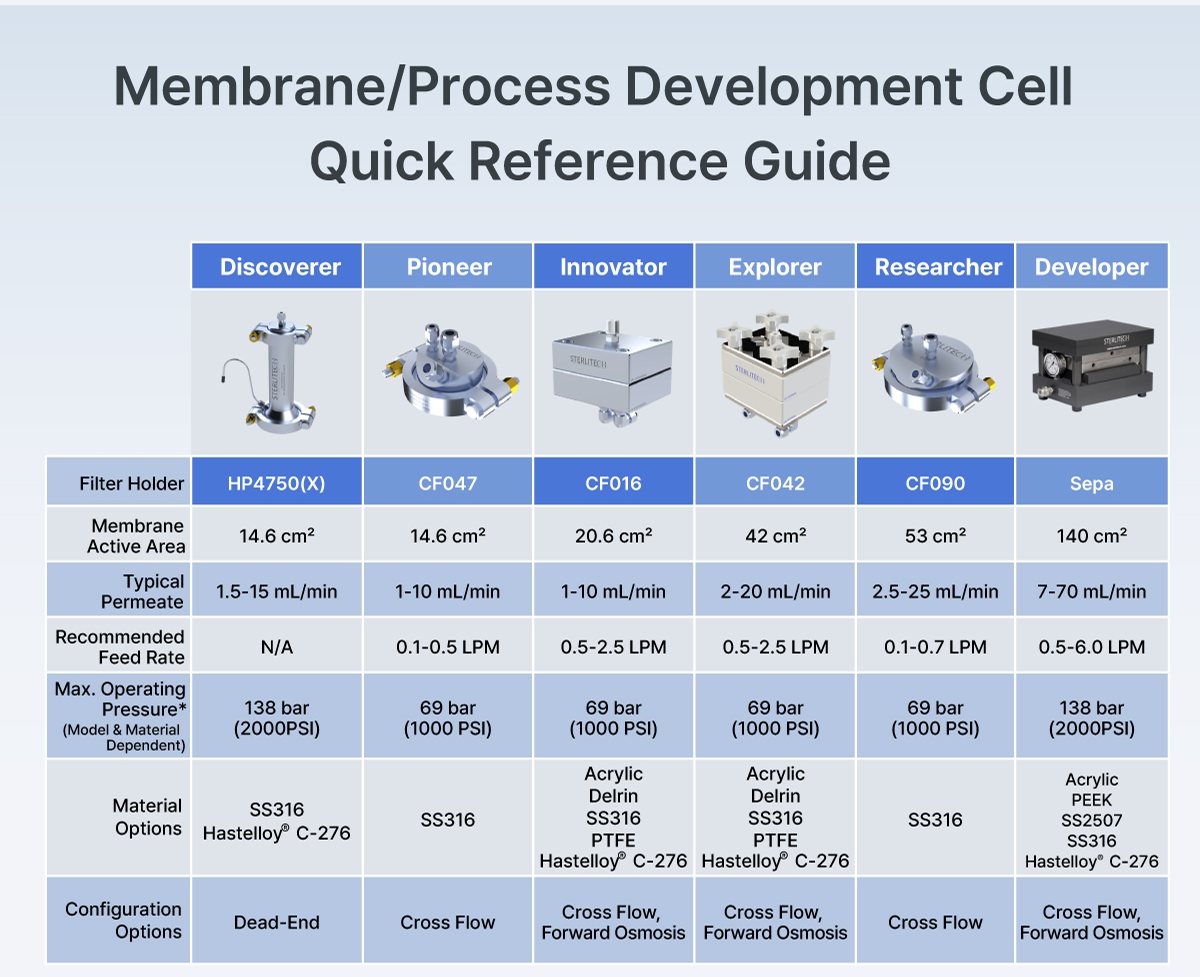 Membrane/Process Development Cell
Quick Reference Guide
Discoverer Pioneer Innovator Explorer Researcher Developer
STERLITECH STERLITECH STERLITECH STERLITECH STERLITECH STERLITECH
Filter Holder HP4750(X) CF047 CF016 CF042 CF090 Sepa
Membrane
Active Area 14.6 cm² 14.6 cm² 20.6 cm² 42 cm² 53 cm² 140 cm²
Typical
Permeate 1.5-15 mL/min 1-10 mL/min 1-10 mL/min 2-20 mL/min 2.5-25 mL/min 7-70 mL/min
Recommended
Feed Rate N/A 0.1-0.5 LPM 0.5-2.5 LPM 0.5-2.5 LPM 0.1-0.7 LPM 0.5-6.0 LPM
Max. Operating
Pressure* 138 bar 69 bar 69 bar 69 bar 69 bar 138 bar
(Model & Material (2000PSI) (1000 PSI) (1000 PSI) (1000 PSI) (1000 PSI) (2000PSI)
Dependent)
Material
Options
SS316
Hastelloy® C-276
SS316
Acrylic
Delrin
SS316
PTFE
Hastelloy® C-276
Acrylic
Delrin
SS316
PTFE
Hastelloy® C-276
SS316
Acrylic
PEEK
SS2507
SS316
Hastelloy® C-276
Configuration
Options
Dead-End
Cross Flow
Cross Flow,
Forward Osmosis
Cross Flow,
Forward Osmosis
Cross Flow
Cross Flow,
Forward Osmosis